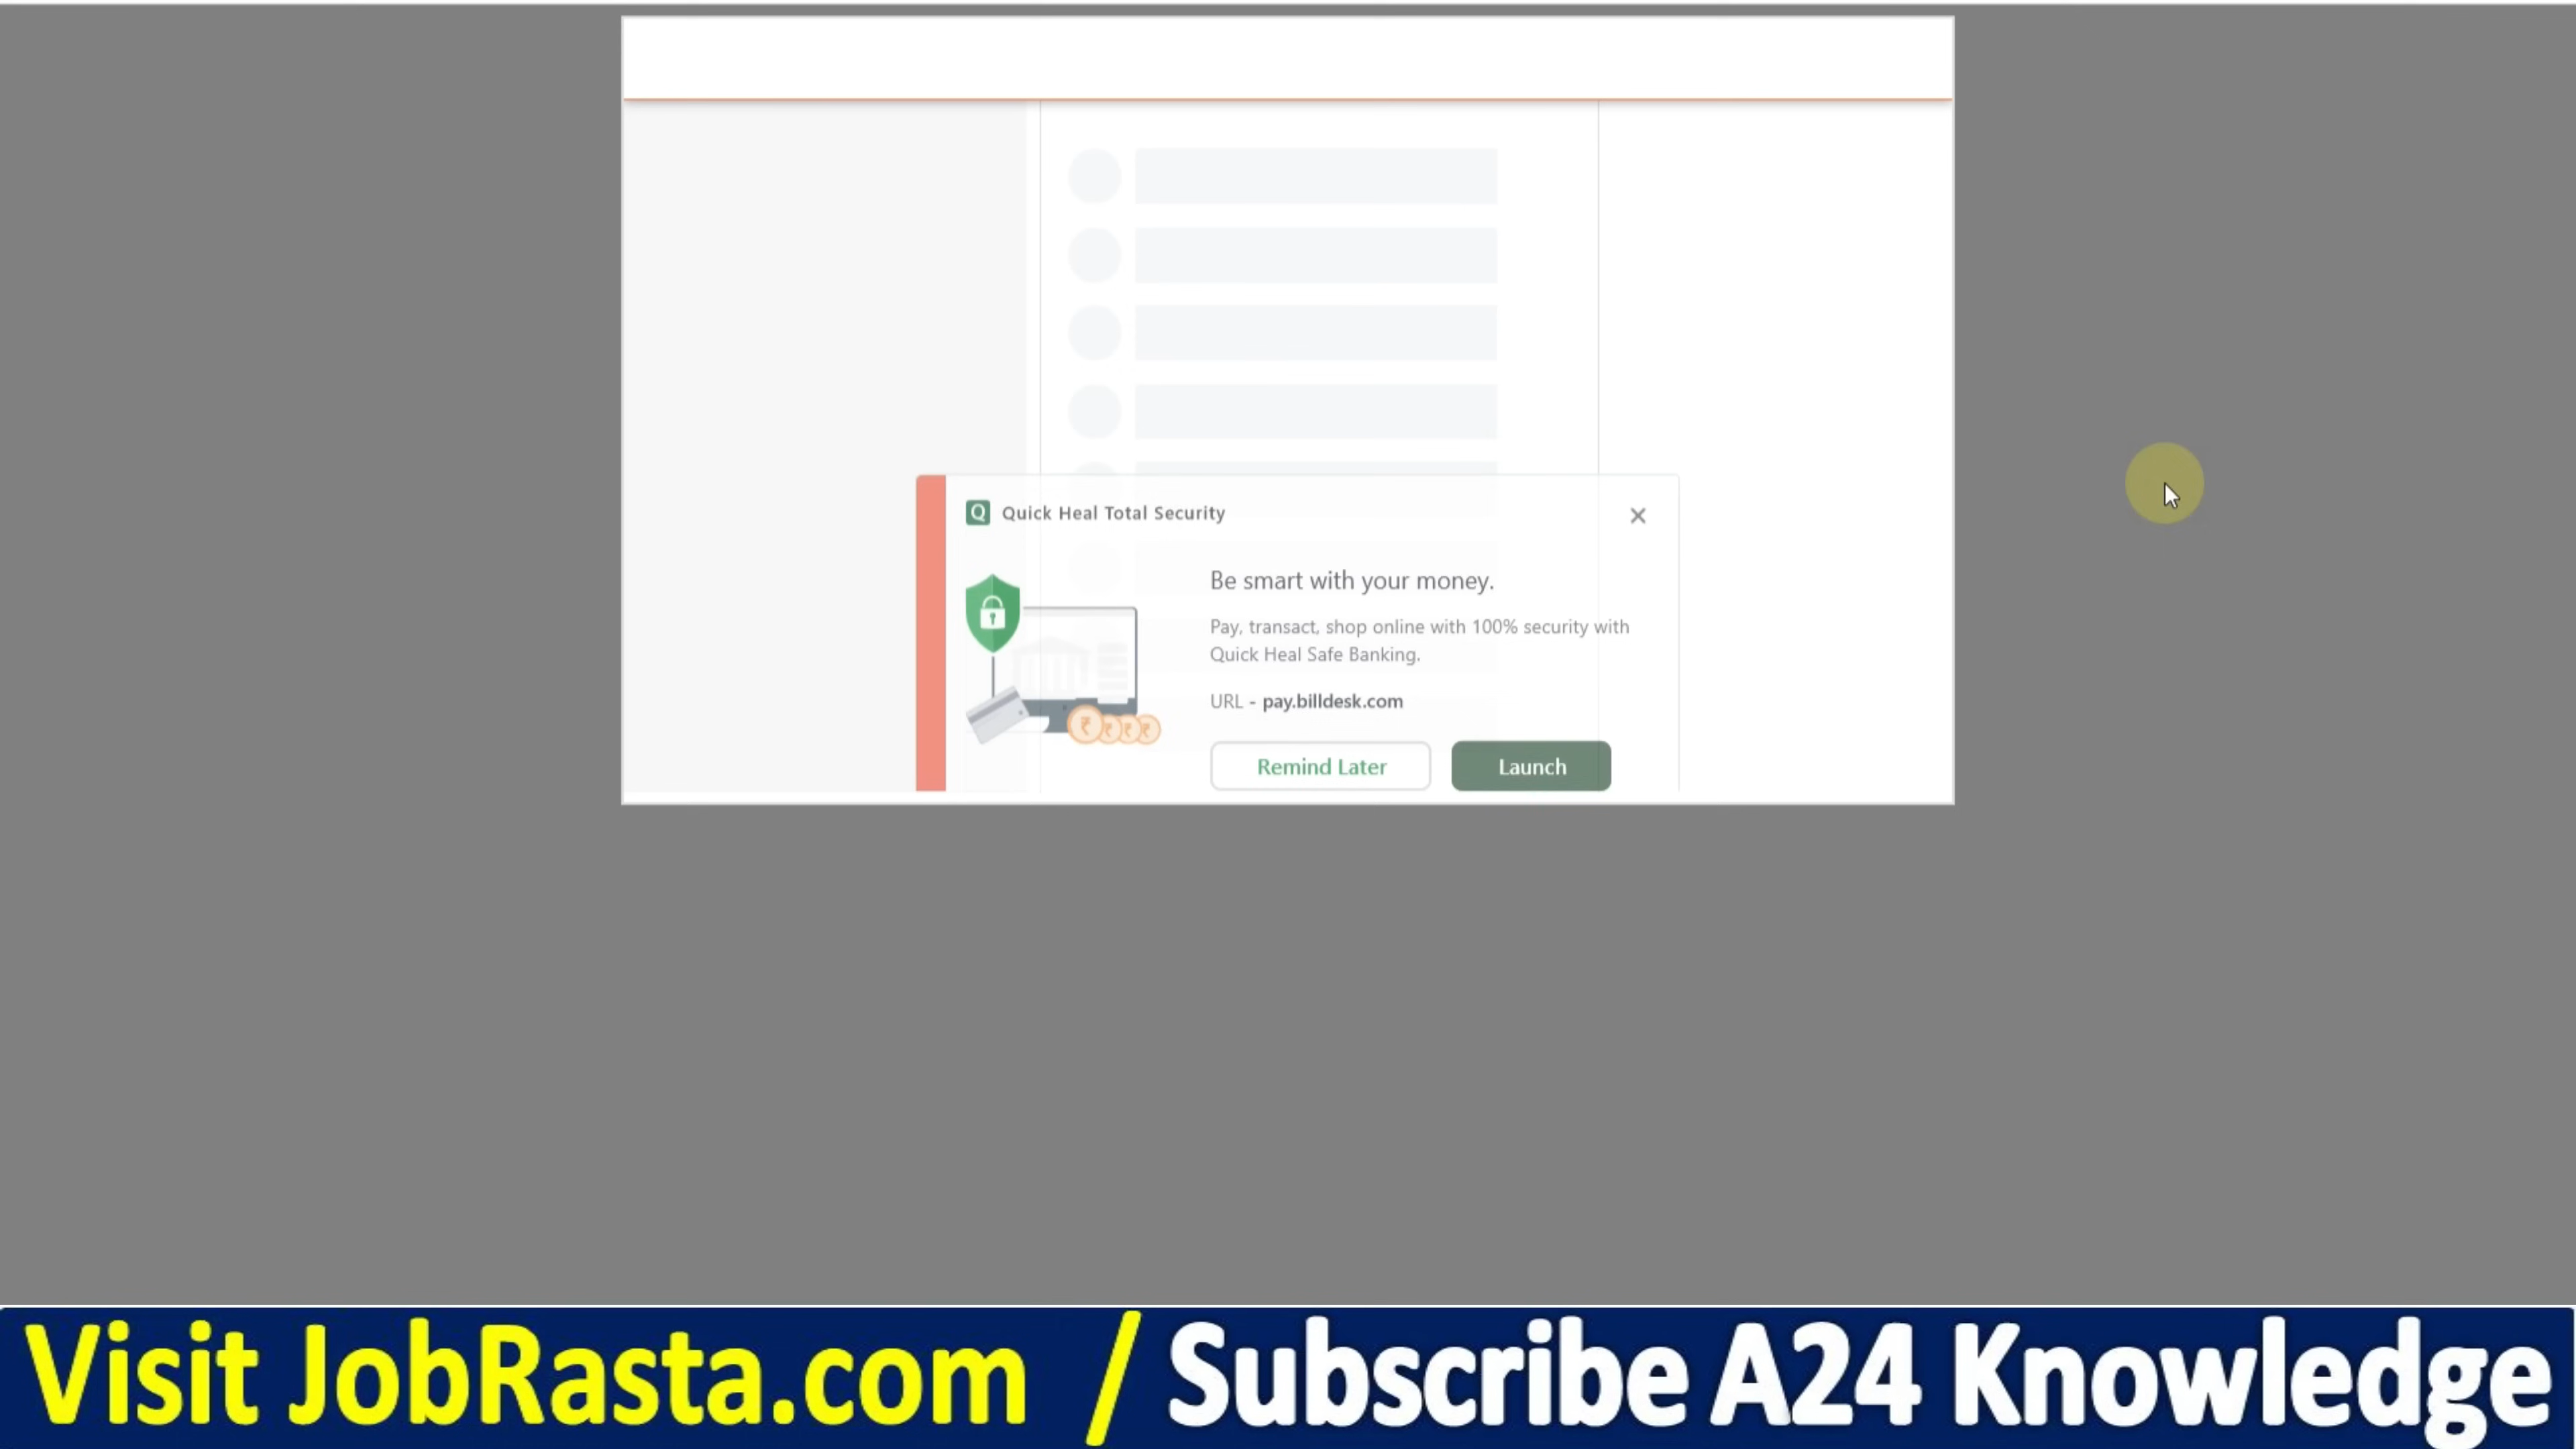 Q Quick Heal Total Security
Be smart with your money.
Pay, transact, shop online with 100% security with
Quick Heal Safe Banking.
URL - pay.billdesk.com
Remind Later Launch
Visit JobRasta.com / Subscribe A24 Knowledge